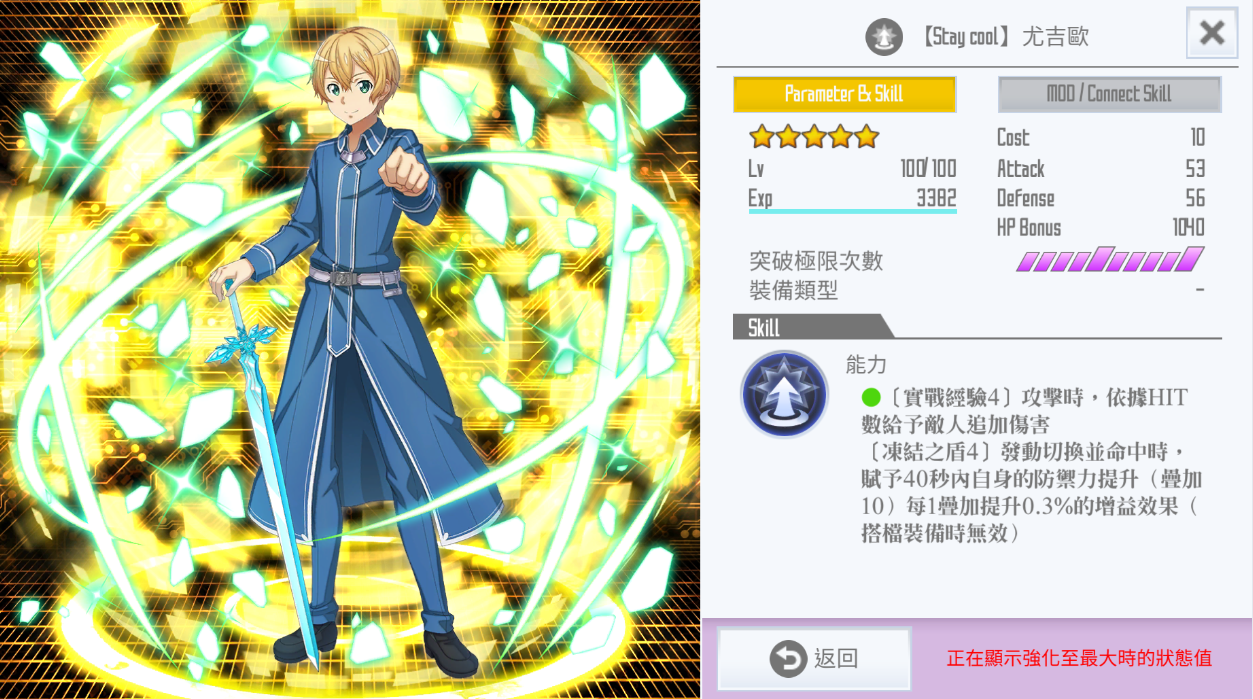 【Stay cool】尤吉歐
Parameter & Skill
MOD / Connect Skill
Lv 100/100
Exp 3382
Cost 10
Attack 53
Defense 56
HP Bonus 1040
突破極限次數
裝備類型 -
Skill
能力
〔實戰經驗4〕攻擊時，依據HIT
數給予敵人追加傷害
〔凍結之盾4〕發動切換並命中時，
賦予40秒內自身的防禦力提升（疊加
10）每1疊加提升0.3%的增益效果（
搭檔裝備時無效）
返回
正在顯示強化至最大時的狀態值